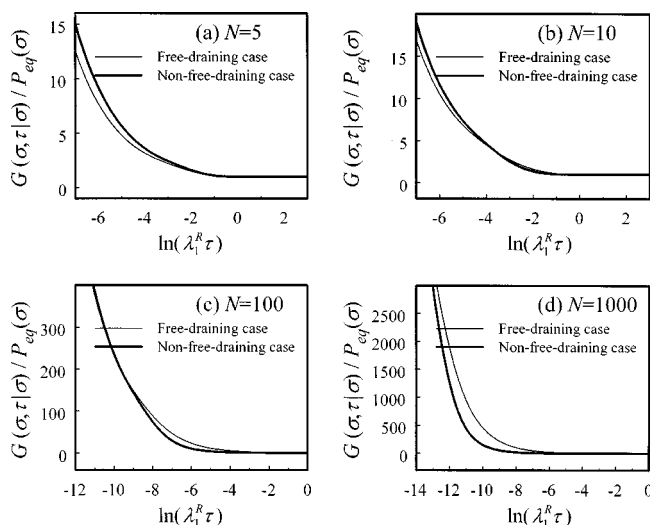 (a) N=5
Free-draining case
Non-free-draining case
G (σ,τ|σ) / P_eq(σ)
15
10
5
0
-6 -4 -2 0 2
ln(λ₁ᴿτ)
(b) N=10
Free-draining case
Non-free-draining case
G (σ,τ|σ) / P_eq(σ)
15
10
5
0
-6 -4 -2 0 2
ln(λ₁ᴿτ)
(c) N=100
Free-draining case
Non-free-draining case
G (σ,τ|σ) / P_eq(σ)
300
200
100
0
-12 -10 -8 -6 -4 -2 0
ln(λ₁ᴿτ)
(d) N=1000
Free-draining case
Non-free-draining case
G (σ,τ|σ) / P_eq(σ)
2500
2000
1500
1000
500
0
-14 -12 -10 -8 -6 -4 -2 0
ln(λ₁ᴿτ)